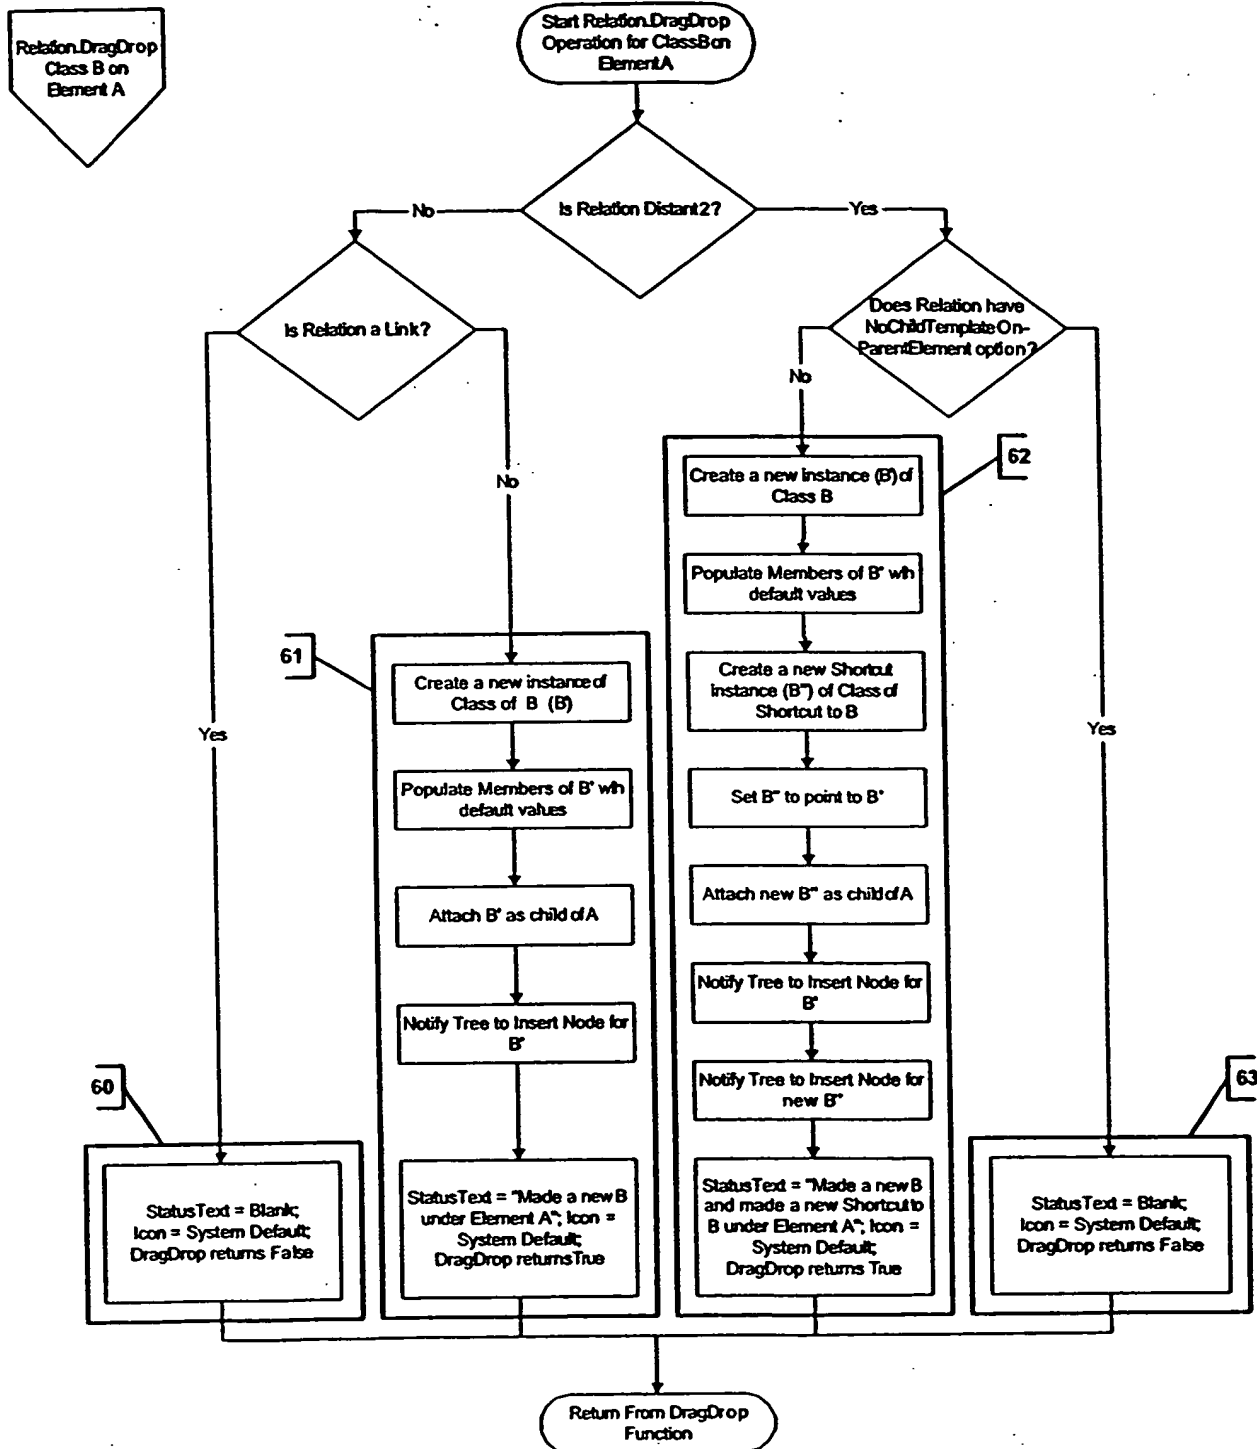 Relation.DragDrop
Class B on
Element A
Start Relation.DragDrop
Operation for ClassB on
Element A
Is Relation Distant2?
No
Yes
Is Relation a Link?
Does Relation have
NoChildTemplateOn-
ParentElement option?
No
62
Create a new instance (B') of
Class B
No
Populate Members of B' wih
default values
61
Create a new instance of
Class of B (B')
Create a new Shortcut
Instance (B'') of Class of
Shortcut to B
Yes
Yes
Populate Members of B' wih
default values
Set B'' to point to B'
Attach B' as child of A
Attach new B'' as child of A
Notify Tree to Insert Node for
B'
Notify Tree to Insert Node for
B'
60
Notify Tree to Insert Node for
new B''
63
StatusText = Blank;
Icon = System Default;
DragDrop returns False
StatusText = "Made a new B
under Element A"; Icon =
System Default;
DragDrop returns True
StatusText = "Made a new B
and made a new Shortcut to
B under Element A"; Icon =
System Default;
DragDrop returns True
StatusText = Blank;
Icon = System Default;
DragDrop returns False
Return From DragDrop
Function